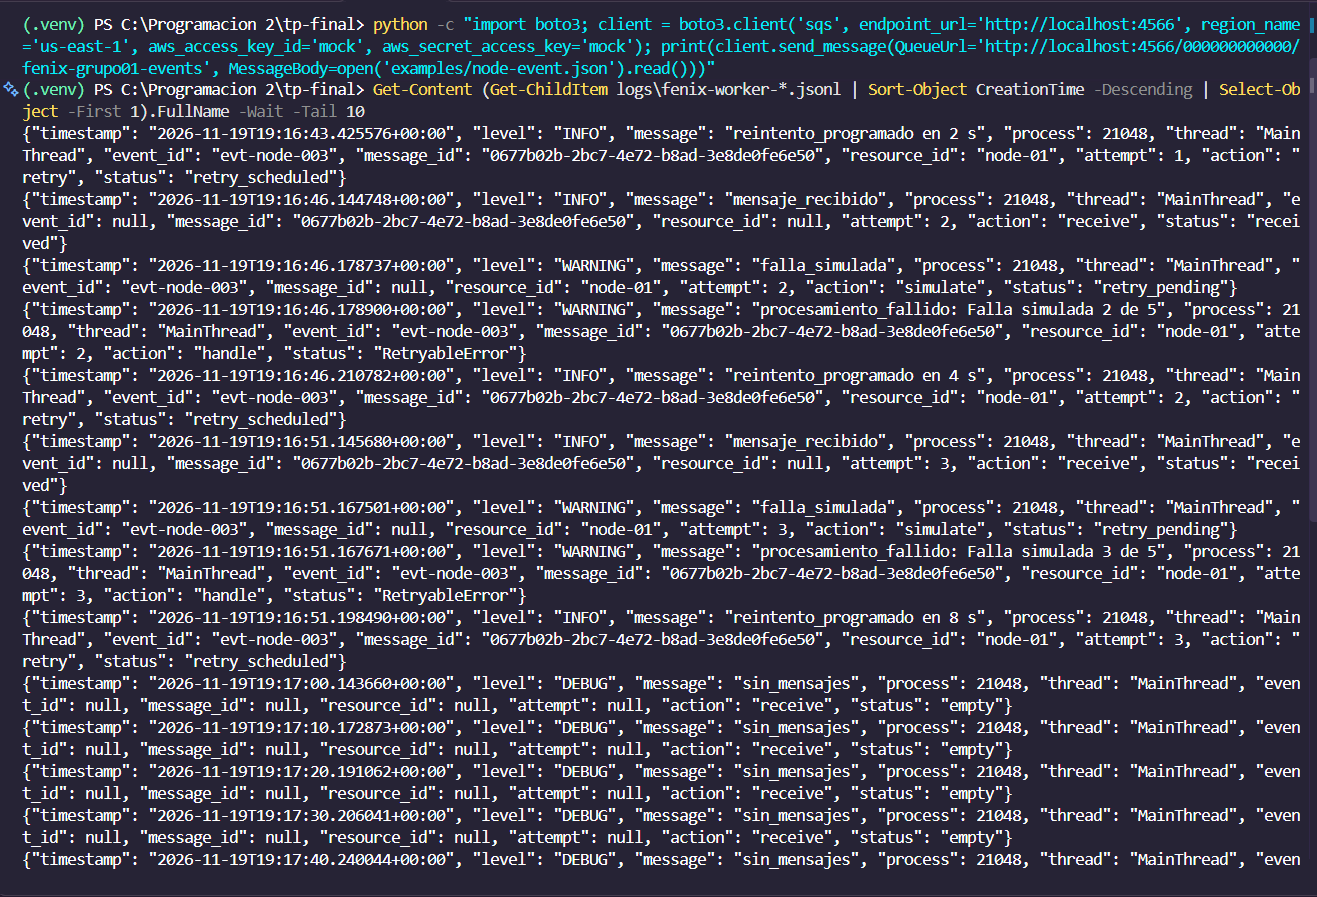 (.venv) PS C:\Programacion 2\tp-final> python -c "import boto3; client = boto3.client('sqs', endpoint_url='http://localhost:4566', region_name
='us-east-1', aws_access_key_id='mock', aws_secret_access_key='mock'); print(client.send_message(QueueUrl='http://localhost:4566/000000000000/
fenix-grupo01-events', MessageBody=open('examples/node-event.json').read()))"
(.venv) PS C:\Programacion 2\tp-final> Get-Content (Get-ChildItem logs\fenix-worker-*.jsonl | Sort-Object CreationTime -Descending | Select-Ob
ject -First 1).FullName -Wait -Tail 10
{"timestamp": "2026-11-19T19:16:43.425576+00:00", "level": "INFO", "message": "reintento_programado en 2 s", "process": 21048, "thread": "Main
Thread", "event_id": "evt-node-003", "message_id": "0677b02b-2bc7-4e72-b8ad-3e8de0fe6e50", "resource_id": "node-01", "attempt": 1, "action": "
retry", "status": "retry_scheduled"}
{"timestamp": "2026-11-19T19:16:46.144748+00:00", "level": "INFO", "message": "mensaje_recibido", "process": 21048, "thread": "MainThread", "e
vent_id": null, "message_id": "0677b02b-2bc7-4e72-b8ad-3e8de0fe6e50", "resource_id": null, "attempt": 2, "action": "receive", "status": "recei
ved"}
{"timestamp": "2026-11-19T19:16:46.178737+00:00", "level": "WARNING", "message": "falla_simulada", "process": 21048, "thread": "MainThread", "
event_id": "evt-node-003", "message_id": null, "resource_id": "node-01", "attempt": 2, "action": "simulate", "status": "retry_pending"}
{"timestamp": "2026-11-19T19:16:46.178900+00:00", "level": "WARNING", "message": "procesamiento_fallido: Falla simulada 2 de 5", "process": 21
048, "thread": "MainThread", "event_id": "evt-node-003", "message_id": "0677b02b-2bc7-4e72-b8ad-3e8de0fe6e50", "resource_id": "node-01", "atte
mpt": 2, "action": "handle", "status": "RetryableError"}
{"timestamp": "2026-11-19T19:16:46.210782+00:00", "level": "INFO", "message": "reintento_programado en 4 s", "process": 21048, "thread": "Main
Thread", "event_id": "evt-node-003", "message_id": "0677b02b-2bc7-4e72-b8ad-3e8de0fe6e50", "resource_id": "node-01", "attempt": 2, "action": "
retry", "status": "retry_scheduled"}
{"timestamp": "2026-11-19T19:16:51.145680+00:00", "level": "INFO", "message": "mensaje_recibido", "process": 21048, "thread": "MainThread", "e
vent_id": null, "message_id": "0677b02b-2bc7-4e72-b8ad-3e8de0fe6e50", "resource_id": null, "attempt": 3, "action": "receive", "status": "recei
ved"}
{"timestamp": "2026-11-19T19:16:51.167501+00:00", "level": "WARNING", "message": "falla_simulada", "process": 21048, "thread": "MainThread", "
event_id": "evt-node-003", "message_id": null, "resource_id": "node-01", "attempt": 3, "action": "simulate", "status": "retry_pending"}
{"timestamp": "2026-11-19T19:16:51.167671+00:00", "level": "WARNING", "message": "procesamiento_fallido: Falla simulada 3 de 5", "process": 21
048, "thread": "MainThread", "event_id": "evt-node-003", "message_id": "0677b02b-2bc7-4e72-b8ad-3e8de0fe6e50", "resource_id": "node-01", "atte
mpt": 3, "action": "handle", "status": "RetryableError"}
{"timestamp": "2026-11-19T19:16:51.198490+00:00", "level": "INFO", "message": "reintento_programado en 8 s", "process": 21048, "thread": "Main
Thread", "event_id": "evt-node-003", "message_id": "0677b02b-2bc7-4e72-b8ad-3e8de0fe6e50", "resource_id": "node-01", "attempt": 3, "action": "
retry", "status": "retry_scheduled"}
{"timestamp": "2026-11-19T19:17:00.143660+00:00", "level": "DEBUG", "message": "sin_mensajes", "process": 21048, "thread": "MainThread", "even
t_id": null, "message_id": null, "resource_id": null, "attempt": null, "action": "receive", "status": "empty"}
{"timestamp": "2026-11-19T19:17:10.172873+00:00", "level": "DEBUG", "message": "sin_mensajes", "process": 21048, "thread": "MainThread", "even
t_id": null, "message_id": null, "resource_id": null, "attempt": null, "action": "receive", "status": "empty"}
{"timestamp": "2026-11-19T19:17:20.191062+00:00", "level": "DEBUG", "message": "sin_mensajes", "process": 21048, "thread": "MainThread", "even
t_id": null, "message_id": null, "resource_id": null, "attempt": null, "action": "receive", "status": "empty"}
{"timestamp": "2026-11-19T19:17:30.206041+00:00", "level": "DEBUG", "message": "sin_mensajes", "process": 21048, "thread": "MainThread", "even
t_id": null, "message_id": null, "resource_id": null, "attempt": null, "action": "receive", "status": "empty"}
{"timestamp": "2026-11-19T19:17:40.240044+00:00", "level": "DEBUG", "message": "sin_mensajes", "process": 21048, "thread": "MainThread", "even